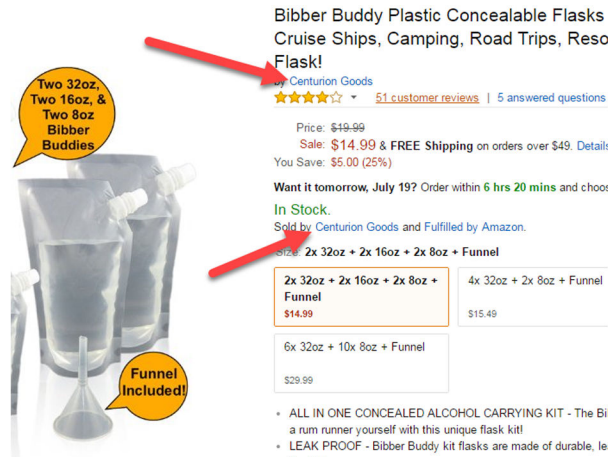 Bibber Buddy Plastic Concealable Flasks
Cruise Ships, Camping, Road Trips, Reso
Flask!
by Centurion Goods
51 customer reviews | 5 answered questions
Price: $19.99
Sale: $14.99 & FREE Shipping on orders over $49. Details
You Save: $5.00 (25%)
Want it tomorrow, July 19? Order within 6 hrs 20 mins and choos
In Stock.
Sold by Centurion Goods and Fulfilled by Amazon.
Size: 2x 32oz + 2x 16oz + 2x 8oz + Funnel
2x 32oz + 2x 16oz + 2x 8oz +
Funnel
$14.99
4x 32oz + 2x 8oz + Funnel
$15.49
6x 32oz + 10x 8oz + Funnel
$29.99
ALL IN ONE CONCEALED ALCOHOL CARRYING KIT - The Bi
a rum runner yourself with this unique flask kit!
LEAK PROOF - Bibber Buddy kit flasks are made of durable, le
Two 32oz,
Two 16oz, &
Two 8oz
Bibber
Buddies
Funnel
Included!